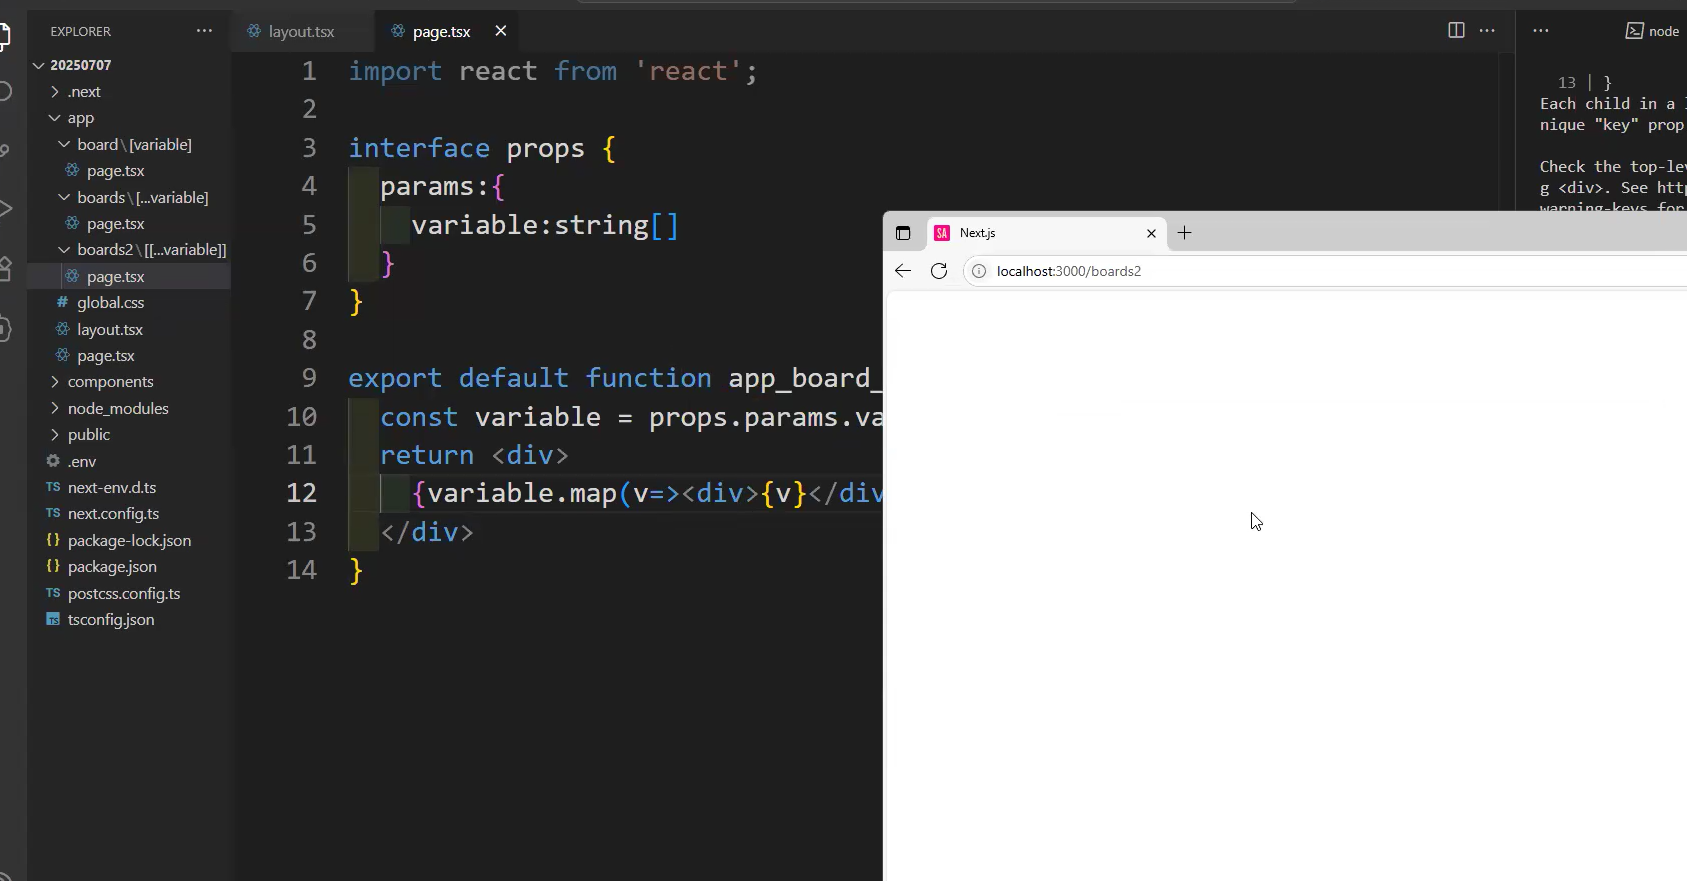 EXPLORER
20250707
.next
app
board\[variable]
page.tsx
boards\[...variable]
page.tsx
boards2\[[...variable]]
page.tsx
global.css
layout.tsx
page.tsx
components
node_modules
public
.env
TS next-env.d.ts
TS next.config.ts
{} package-lock.json
{} package.json
TS postcss.config.ts
tsconfig.json
layout.tsx page.tsx
1 import react from 'react';
2
3 interface props {
4 params:{
5 variable:string[]
6 }
7 }
8
9 export default function app_board_
10 const variable = props.params.va
11 return <div>
12 {variable.map(v=><div>{v}</div
13 </div>
14 }
node
13 | }
Each child in a
nique "key" prop
Check the top-lev
g <div>. See htt
warning-keys for
SA Next.js
localhost:3000/boards2